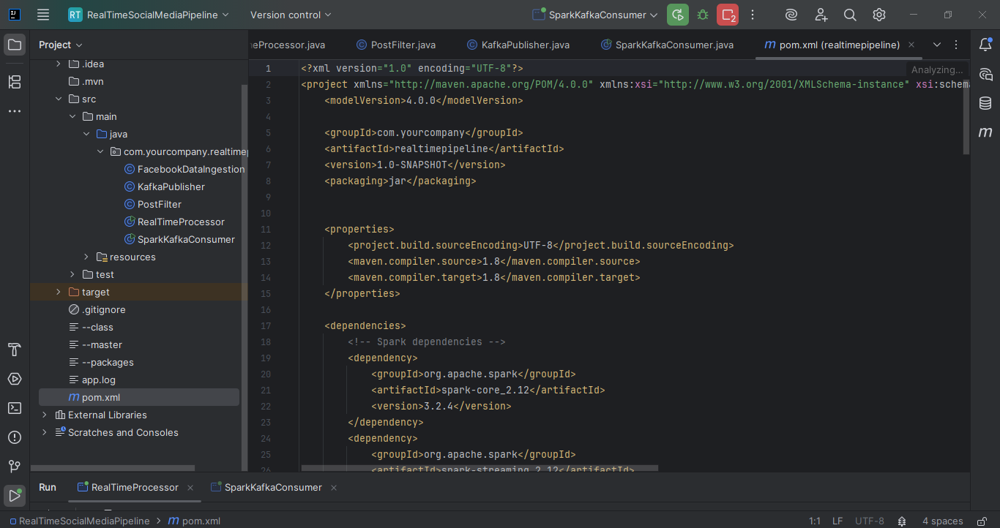 RT RealTimeSocialMediaPipeline Version control SparkKafkaConsumer 2
Project
.idea
.mvn
src
main
java
com.yourcompany.realtimep
FacebookDataIngestion
KafkaPublisher
PostFilter
RealTimeProcessor
SparkKafkaConsumer
resources
test
target
.gitignore
--class
--master
--packages
app.log
pom.xml
External Libraries
Scratches and Consoles
eProcessor.java PostFilter.java KafkaPublisher.java SparkKafkaConsumer.java pom.xml (realtimepipeline)
Analyzing...
1 <?xml version="1.0" encoding="UTF-8"?>
2 <project xmlns="http://maven.apache.org/POM/4.0.0" xmlns:xsi="http://www.w3.org/2001/XMLSchema-instance" xsi:schema
3 <modelVersion>4.0.0</modelVersion>
4
5 <groupId>com.yourcompany</groupId>
6 <artifactId>realtimepipeline</artifactId>
7 <version>1.0-SNAPSHOT</version>
8 <packaging>jar</packaging>
9
10
11 <properties>
12 <project.build.sourceEncoding>UTF-8</project.build.sourceEncoding>
13 <maven.compiler.source>1.8</maven.compiler.source>
14 <maven.compiler.target>1.8</maven.compiler.target>
15 </properties>
16
17 <dependencies>
18 <!-- Spark dependencies -->
19 <dependency>
20 <groupId>org.apache.spark</groupId>
21 <artifactId>spark-core_2.12</artifactId>
22 <version>3.2.4</version>
23 </dependency>
24 <dependency>
25 <groupId>org.apache.spark</groupId>
26 <artifactId>spark-streaming_2.12</artifactId>
Run RealTimeProcessor SparkKafkaConsumer
RealTimeSocialMediaPipeline > pom.xml 1:1 LF UTF-8 4 spaces